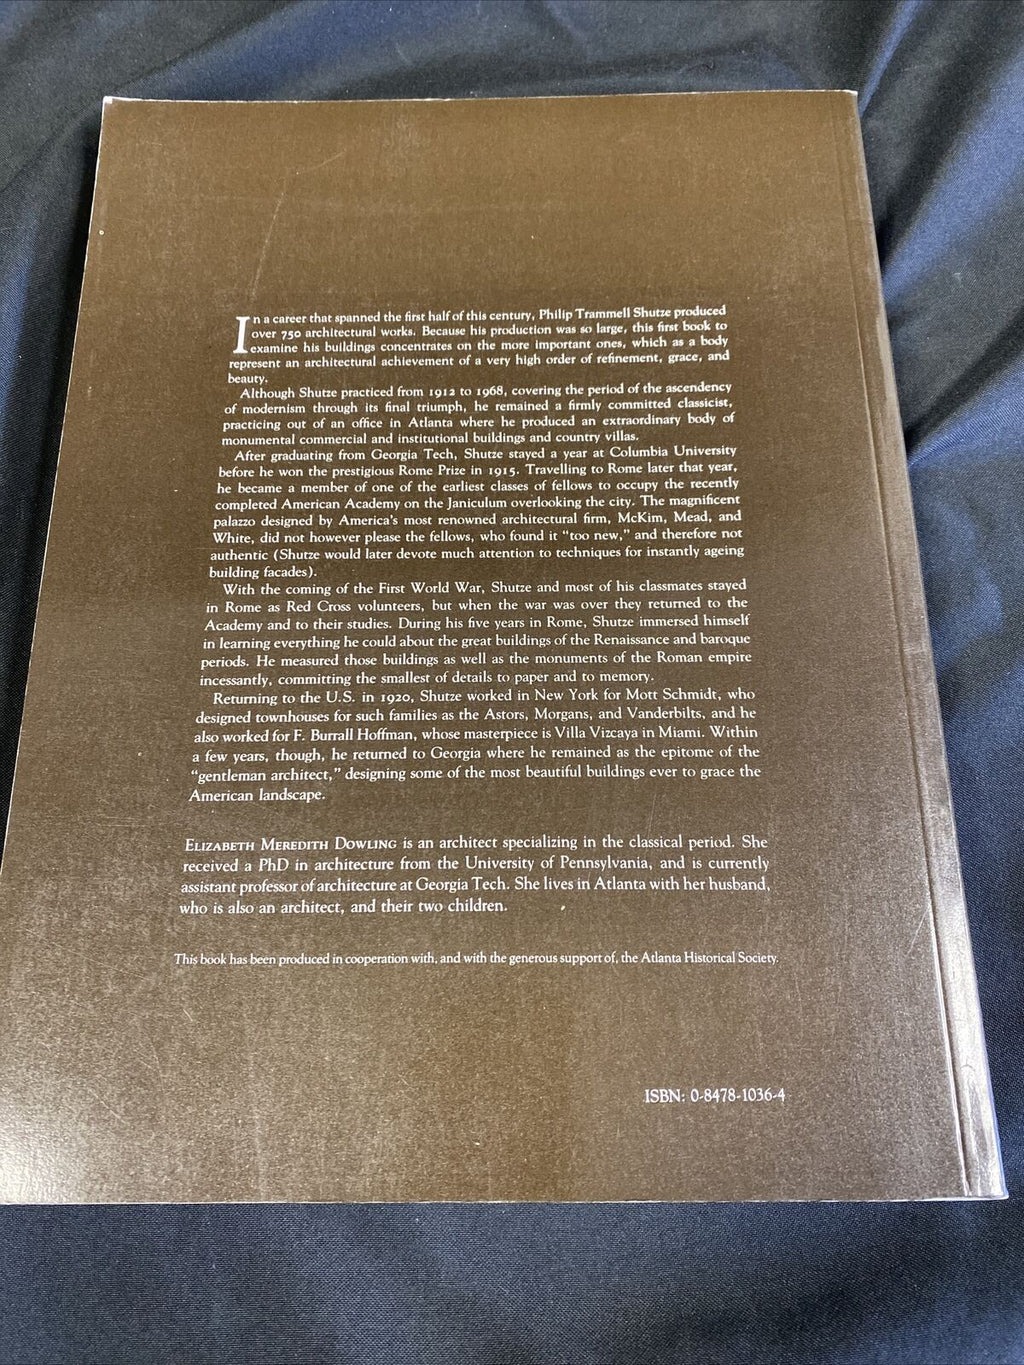 In a career that spanned the first half of this century, Philip Trammell Shutze produced
over 750 architectural works. Because his production was so large, this first book to
examine his buildings concentrates on the more important ones, which as a body
represent an architectural achievement of a very high order of refinement, grace, and
beauty.
Although Shutze practiced from 1912 to 1968, covering the period of the ascendency
of modernism through its final triumph, he remained a firmly committed classicist,
practicing out of an office in Atlanta where he produced an extraordinary body of
monumental commercial and institutional buildings and country villas.
After graduating from Georgia Tech, Shutze stayed a year at Columbia University
before he won the prestigious Rome Prize in 1915. Travelling to Rome later that year,
he became a member of one of the earliest classes of fellows to occupy the recently
completed American Academy on the Janiculum overlooking the city. The magnificent
palazzo designed by America's most renowned architectural firm, McKim, Mead, and
White, did not however please the fellows, who found it “too new,” and therefore not
authentic (Shutze would later devote much attention to techniques for instantly ageing
building facades).
With the coming of the First World War, Shutze and most of his classmates stayed
in Rome as Red Cross volunteers, but when the war was over they returned to the
Academy and to their studies. During his five years in Rome, Shutze immersed himself
in learning everything he could about the great buildings of the Renaissance and baroque
periods. He measured those buildings as well as the monuments of the Roman empire
incessantly, committing the smallest of details to paper and to memory.
Returning to the U.S. in 1920, Shutze worked in New York for Mott Schmidt, who
designed townhouses for such families as the Astors, Morgans, and Vanderbilts, and he
also worked for F. Burrall Hoffman, whose masterpiece is Villa Vizcaya in Miami. Within
a few years, though, he returned to Georgia where he remained as the epitome of the
“gentleman architect,” designing some of the most beautiful buildings ever to grace the
American landscape.
ELIZABETH MEREDITH DOWLING is an architect specializing in the classical period. She
received a PhD in architecture from the University of Pennsylvania, and is currently
assistant professor of architecture at Georgia Tech. She lives in Atlanta with her husband,
who is also an architect, and their two children.
This book has been produced in cooperation with, and with the generous support of, the Atlanta Historical Society.
ISBN: 0-8478-1036-4